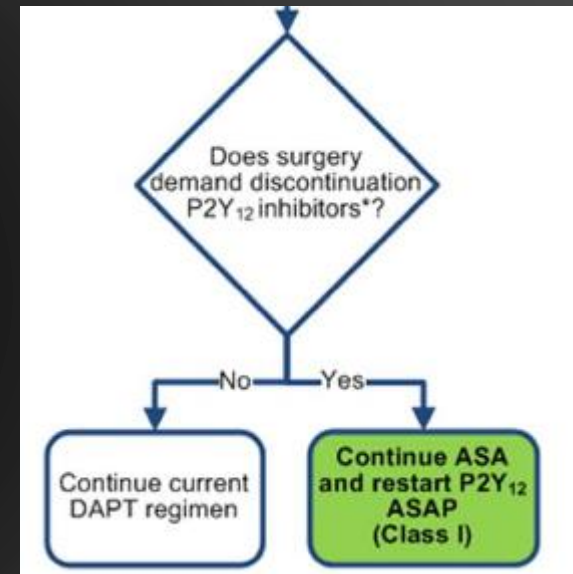 Does surgery
demand discontinuation
P2Y₁₂ inhibitors*?
No
Yes
Continue current
DAPT regimen
Continue ASA
and restart P2Y₁₂
ASAP
(Class I)